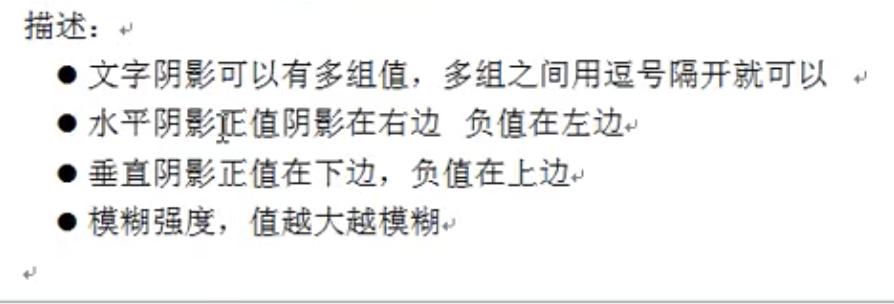 描述：
● 文字阴影可以有多组值，多组之间用逗号隔开就可以
● 水平阴影正值阴影在右边 负值在左边
● 垂直阴影正值在下边，负值在上边
● 模糊强度，值越大越模糊